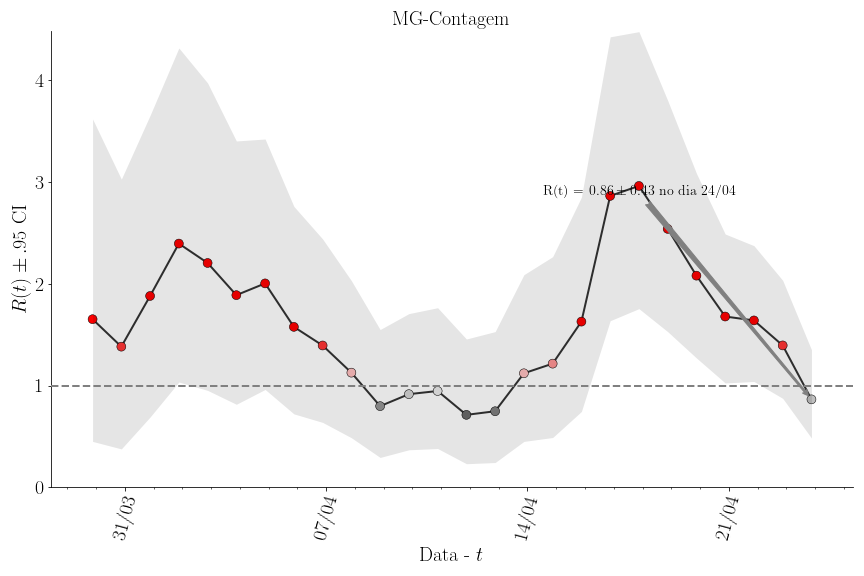 MG-Contagem
4
3
2
1
0
R(t) ± .95 CI
R(t) = 0.86 ± 0.43 no dia 24/04
31/03
07/04
14/04
21/04
Data - t